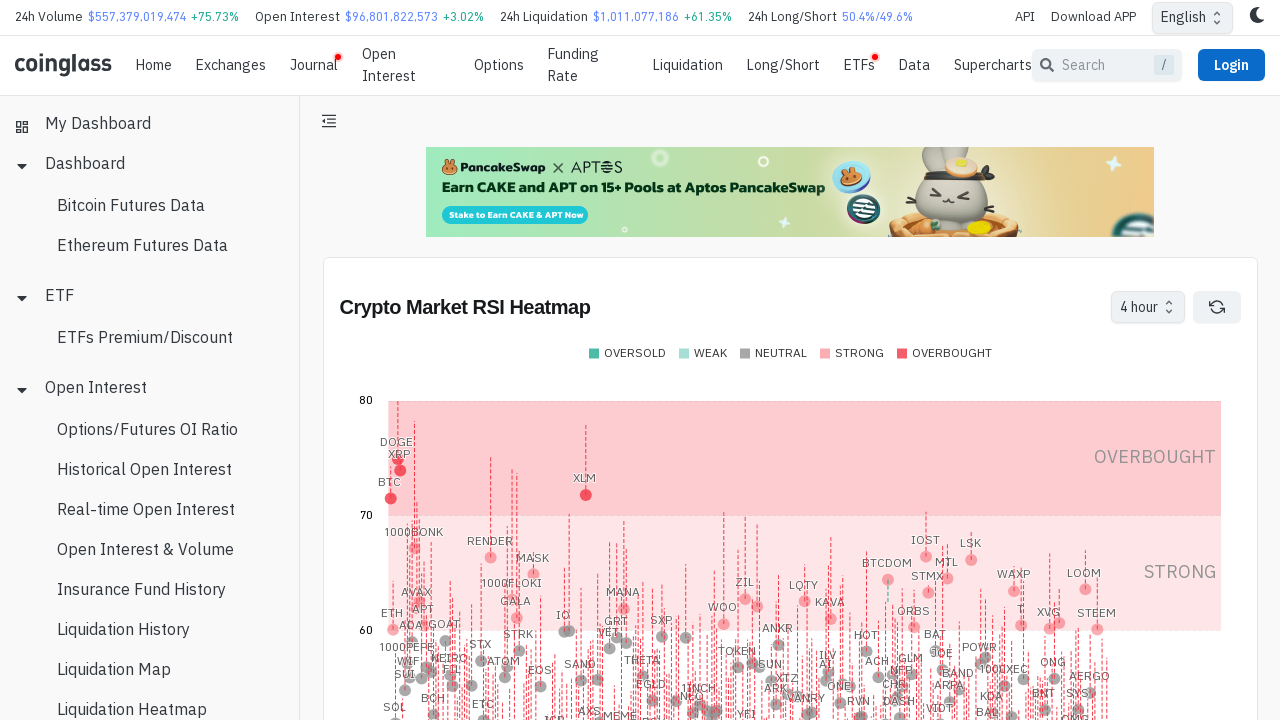 24h Volume $557,379,019,474 +75.73% Open Interest $96,801,822,573 +3.02% 24h Liquidation $1,011,077,186 +61.35% 24h Long/Short 50.4%/49.6% API Download APP English
coinglass Home Exchanges Journal Open Interest Options Funding Rate Liquidation Long/Short ETFs Data Supercharts Search / Login
My Dashboard
Dashboard
Bitcoin Futures Data
Ethereum Futures Data
ETF
ETFs Premium/Discount
Open Interest
Options/Futures OI Ratio
Historical Open Interest
Real-time Open Interest
Open Interest & Volume
Insurance Fund History
Liquidation History
Liquidation Map
Liquidation Heatmap
PancakeSwap × APTOS
Earn CAKE and APT on 15+ Pools at Aptos PancakeSwap
Stake to Earn CAKE & APT Now
Crypto Market RSI Heatmap 4 hour
OVERSOLD WEAK NEUTRAL STRONG OVERBOUGHT
80
DOGE
XRP
OVERBOUGHT
BTC XLM
70
1000BONK
RENDER IOST LSK
MASK BTCDOM MTL
STRONG
1000FLOKI ZIL LQTY STMX WAXP LOOM
AVAX GALA MANA KAVA
ETH APT WOO ORBS T XVG STEEM
60
ADA GOAT IO GRT SXP ANKR
STRK FET HOT BAT
1000PEPE STX TOKEN ILV JOE POWR
WIF NEIRO ATOM SAND THETA SUN AI ACH GLM ONG
SUI FIL EOS EGLD XTZ NFP BAND 1000XEC AERGO
BCH 1INCH ARK ONE CHR ARPA
SOL ETC NEO VANRY RVN DASH KDA BNT SYS
AXS MEME YFI VIDT BAL